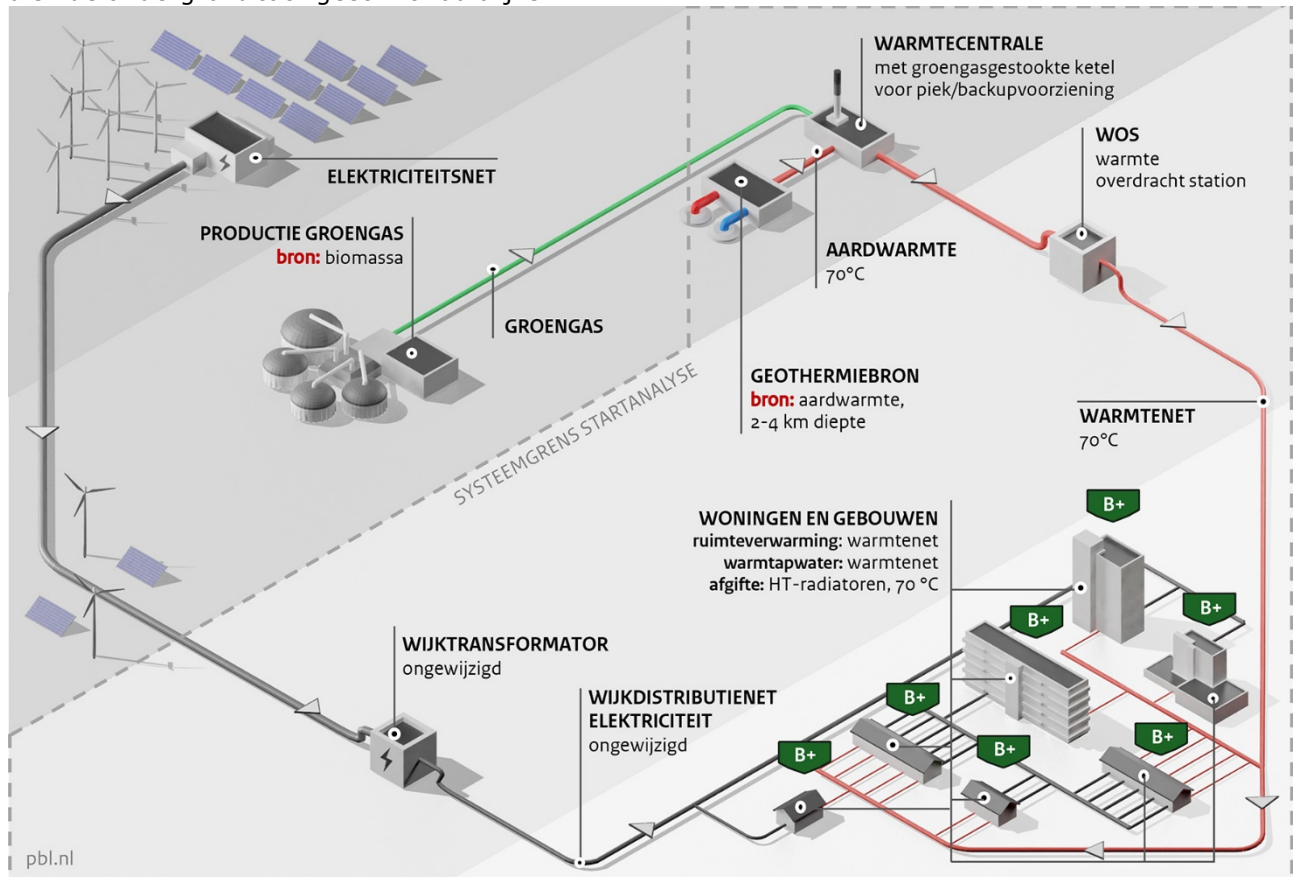 ELEKTRICITEITSNET
PRODUCTIE GROENGAS
bron: biomassa
GROENGAS
WARMTECENTRALE
met groengasgestookte ketel
voor piek/backupvoorziening
WOS
warmte
overdracht station
AARDWARMTE
70°C
GEOTHERMIEBRON
bron: aardwarmte,
2-4 km diepte
WARMTENET
70°C
SYSTEEMGRENS STARTANALYSE
WONINGEN EN GEBOUWEN
ruimteverwarming: warmtenet
warmtapwater: warmtenet
afgifte: HT-radiatoren, 70 °C
B+
B+
B+
B+
B+
B+
B+
WIJKTRANSFORMATOR
ongewijzigd
WIJKDISTRIBUTIENET
ELEKTRICITEIT
ongewijzigd
pbl.nl